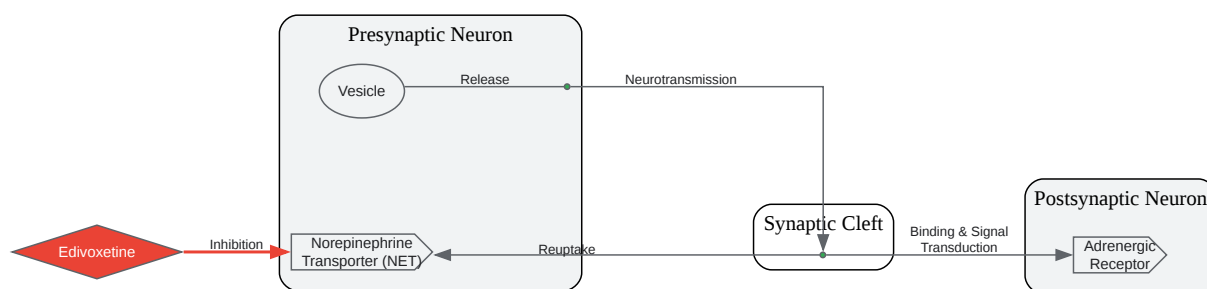 Presynaptic Neuron
Vesicle
Release
Neurotransmission
Edivoxetine
Inhibition
Norepinephrine
Transporter (NET)
Reuptake
Synaptic Cleft
Binding & Signal
Transduction
Postsynaptic Neuron
Adrenergic
Receptor